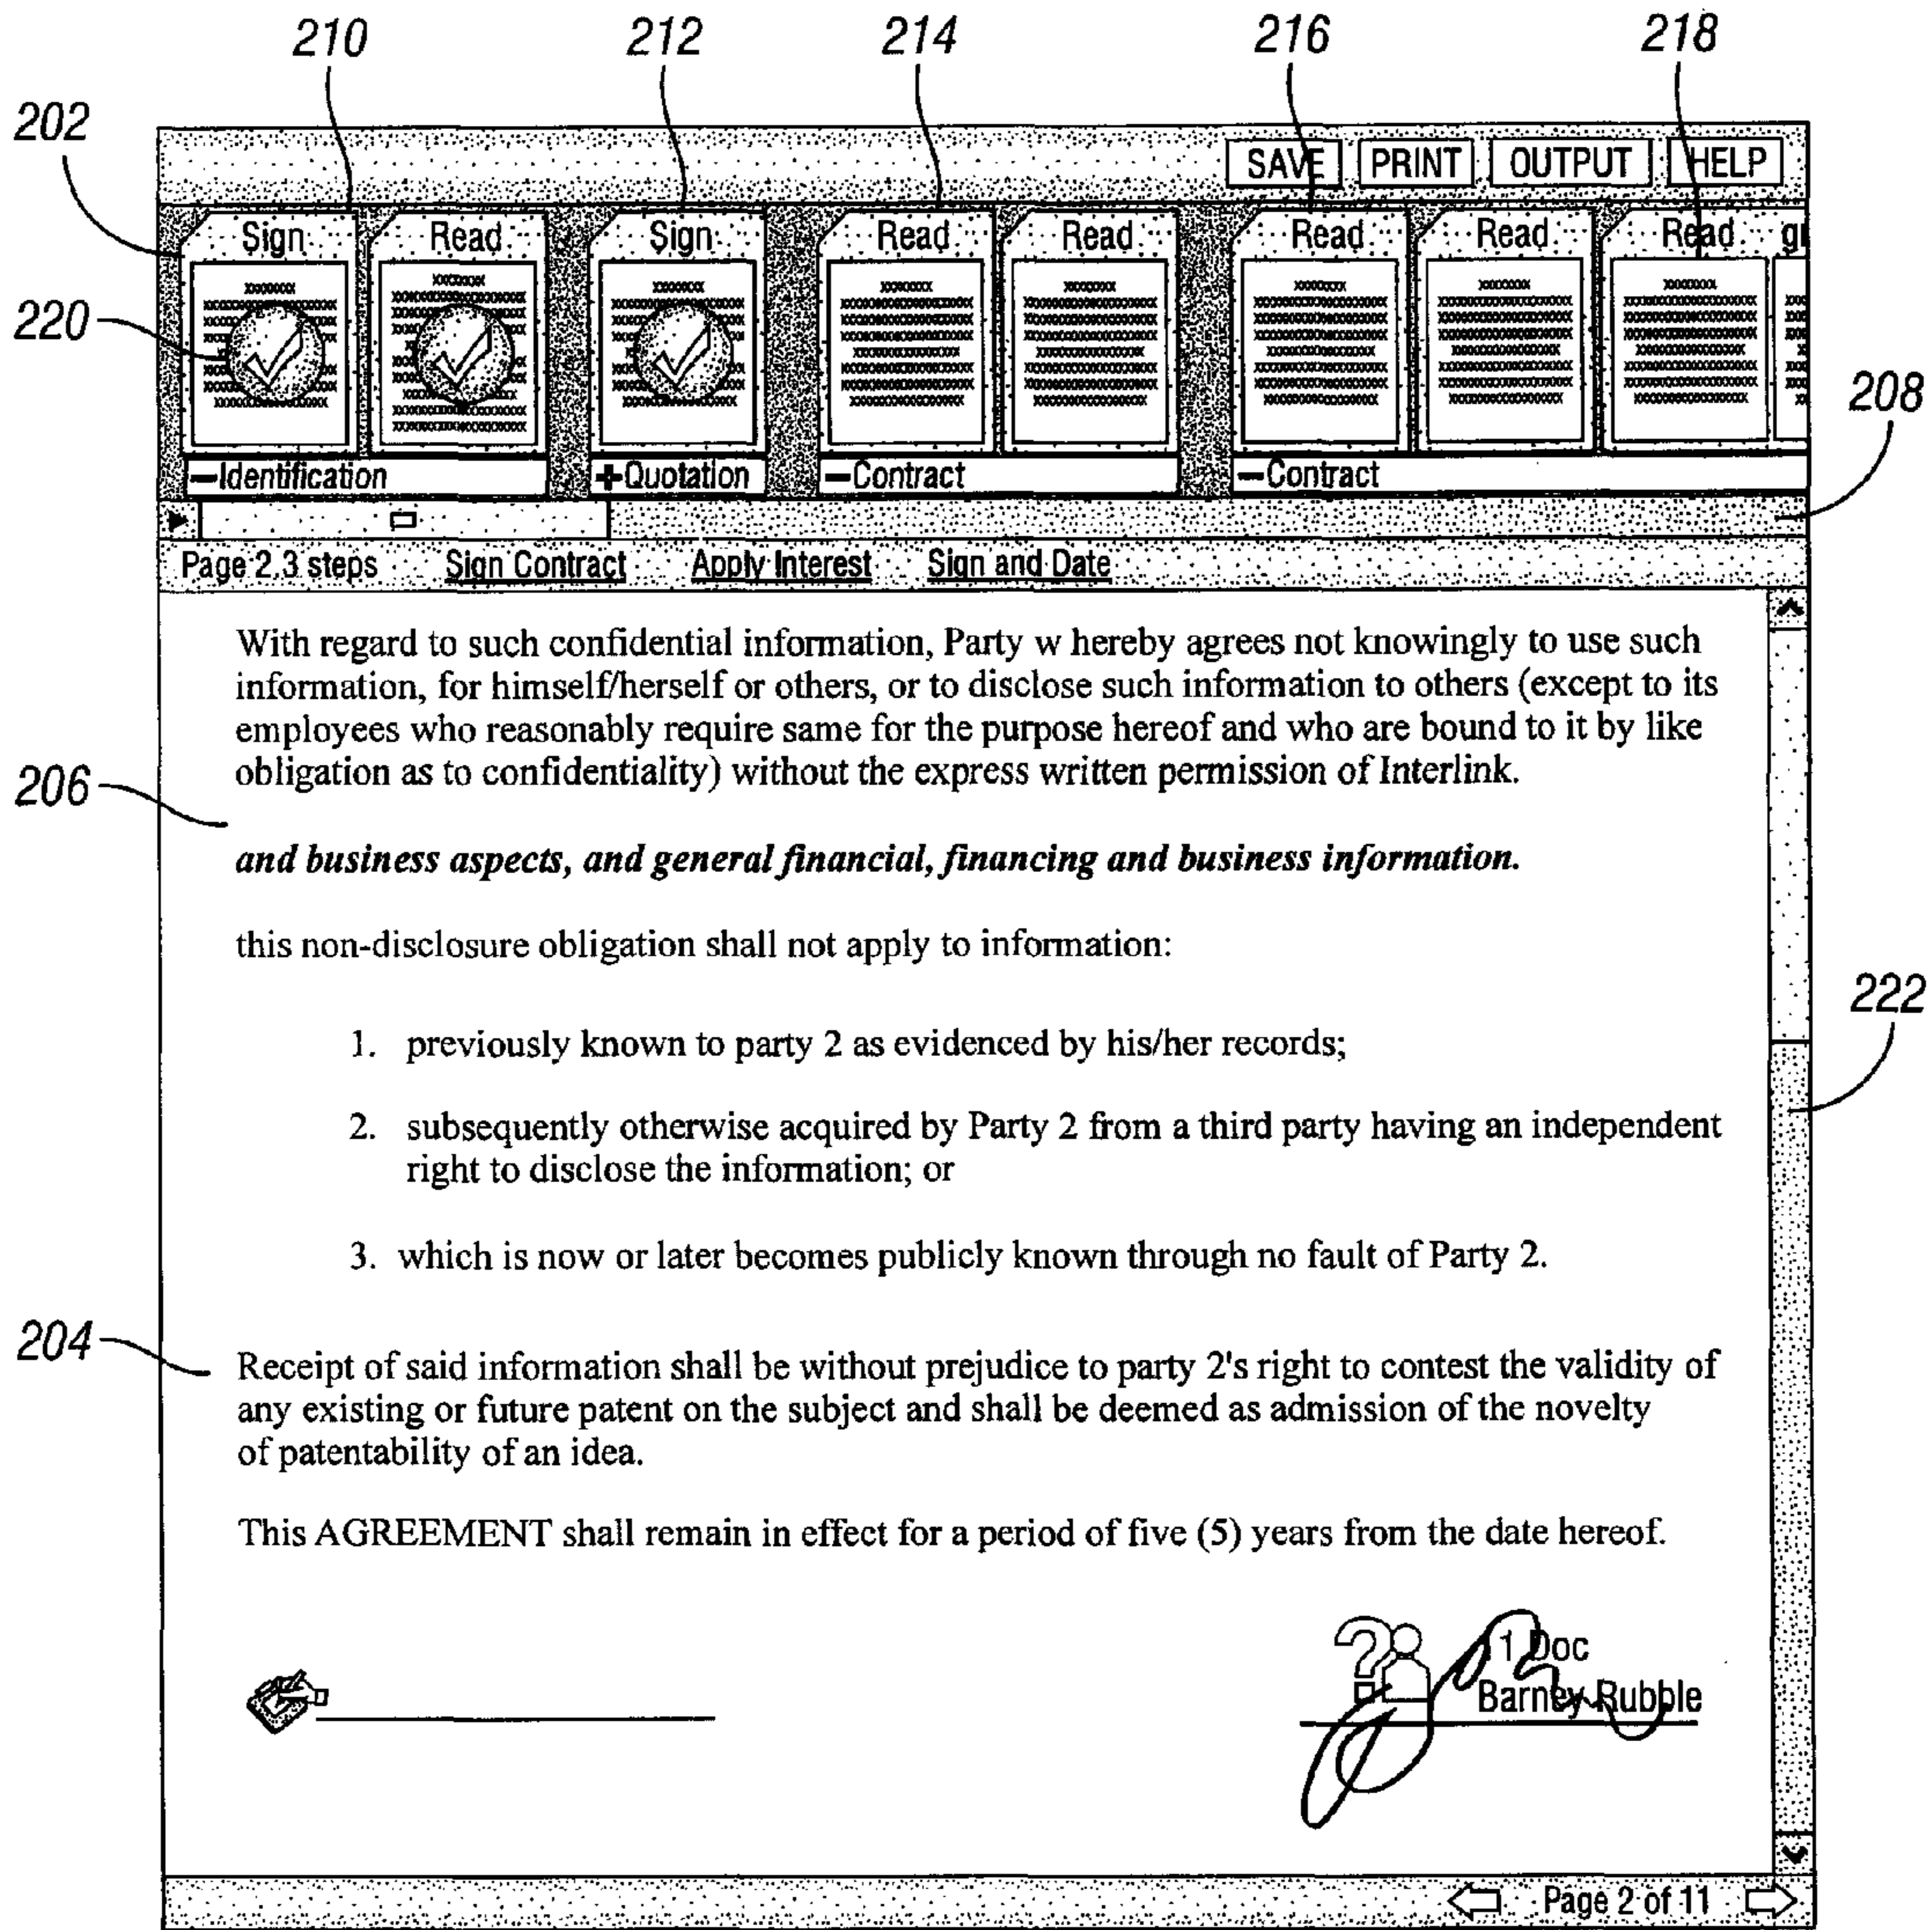 210 212 214 216 218
202
SAVE PRINT OUTPUT HELP
Sign Read Sign Read Read Read Read Read
220
208
−Identification +Quotation −Contract −Contract
Page 2,3 steps Sign Contract Apply Interest Sign and Date
With regard to such confidential information, Party w hereby agrees not knowingly to use such
information, for himself/herself or others, or to disclose such information to others (except to its
employees who reasonably require same for the purpose hereof and who are bound to it by like
obligation as to confidentiality) without the express written permission of Interlink.
206
and business aspects, and general financial, financing and business information.
this non-disclosure obligation shall not apply to information:
222
1. previously known to party 2 as evidenced by his/her records;
2. subsequently otherwise acquired by Party 2 from a third party having an independent
right to disclose the information; or
3. which is now or later becomes publicly known through no fault of Party 2.
204
Receipt of said information shall be without prejudice to party 2's right to contest the validity of
any existing or future patent on the subject and shall be deemed as admission of the novelty
of patentability of an idea.
This AGREEMENT shall remain in effect for a period of five (5) years from the date hereof.
1 Doc
Barney Rubble
Page 2 of 11